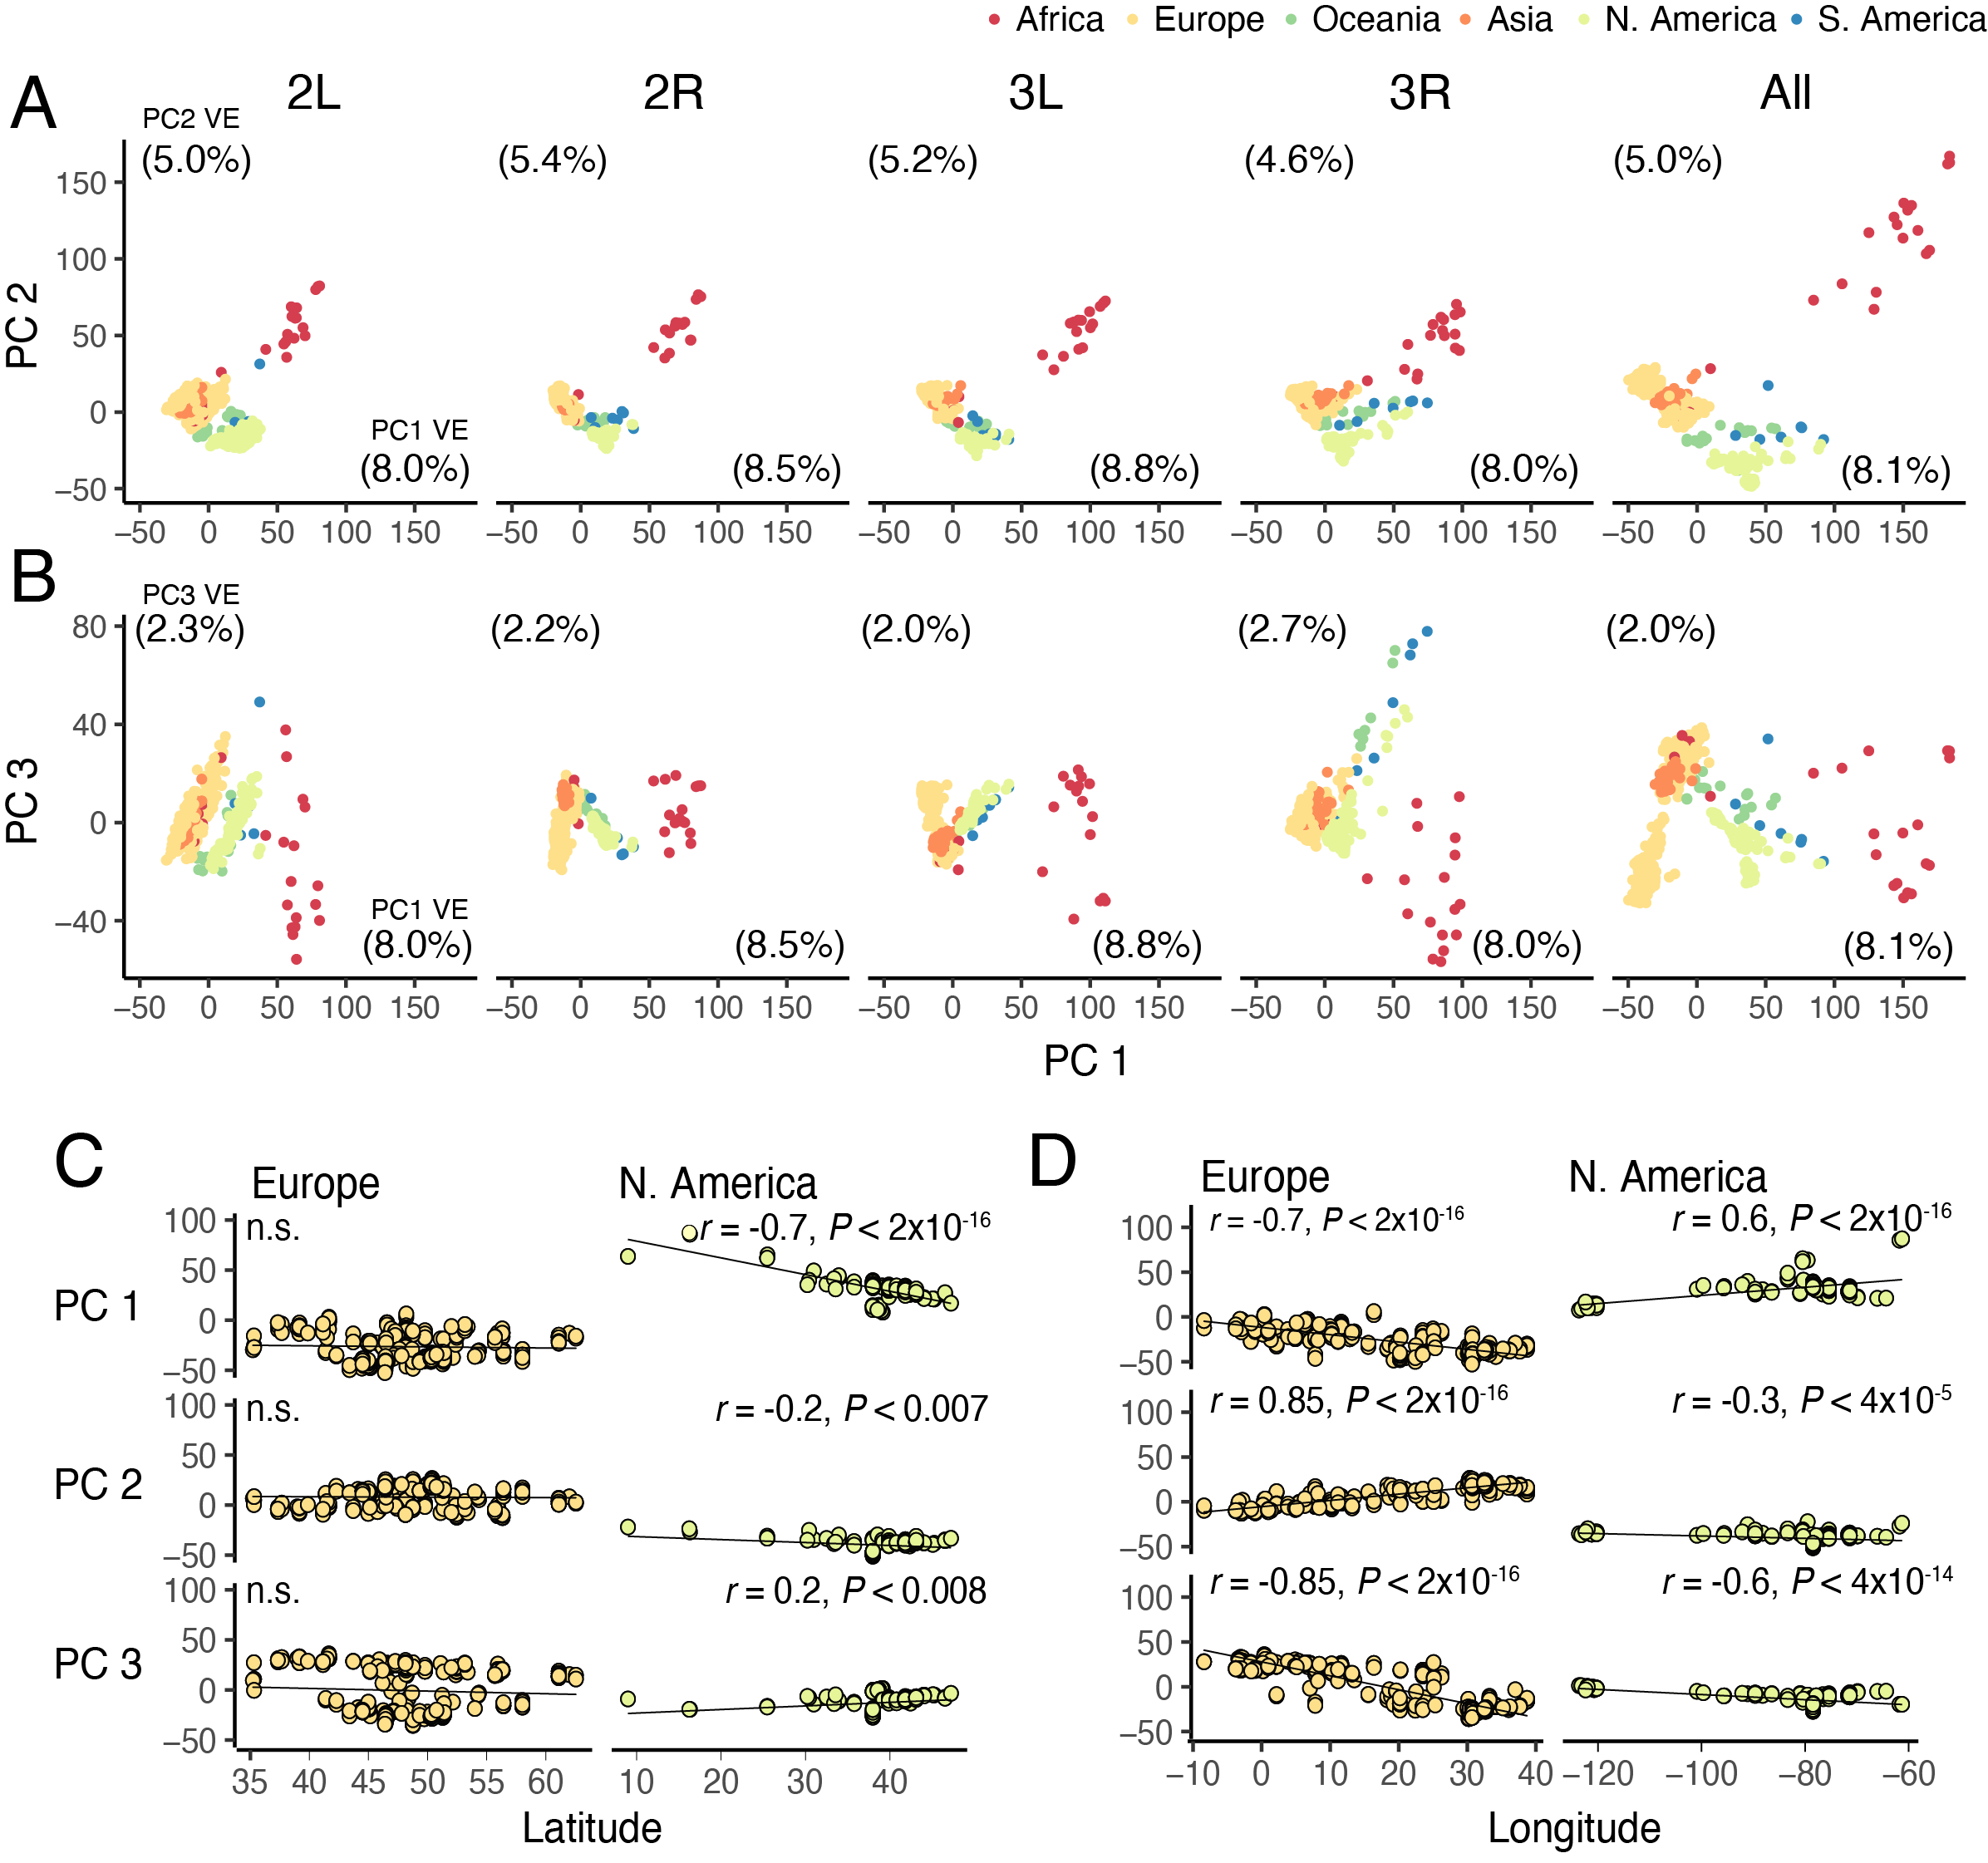 Africa Europe Oceania Asia N. America S. America
A 2L 2R 3L 3R All
PC2 VE
(5.0%) (5.4%) (5.2%) (4.6%) (5.0%)
150
100
50
0
−50
PC 2
PC1 VE
(8.0%) (8.5%) (8.8%) (8.0%) (8.1%)
−50 0 50 100 150 −50 0 50 100 150 −50 0 50 100 150 −50 0 50 100 150 −50 0 50 100 150
B
PC3 VE
(2.3%) (2.2%) (2.0%) (2.7%) (2.0%)
80
40
0
−40
PC 3
PC1 VE
(8.0%) (8.5%) (8.8%) (8.0%) (8.1%)
−50 0 50 100 150 −50 0 50 100 150 −50 0 50 100 150 −50 0 50 100 150 −50 0 50 100 150
PC 1
C
Europe N. America
PC 1
100
50
0
−50
n.s. r = -0.7, P < 2x10-16
PC 2
100
50
0
−50
n.s. r = -0.2, P < 0.007
PC 3
100
50
0
−50
n.s. r = 0.2, P < 0.008
35 40 45 50 55 60 10 20 30 40
Latitude
D
Europe N. America
100
50
0
−50
r = -0.7, P < 2x10-16 r = 0.6, P < 2x10-16
100
50
0
−50
r = 0.85, P < 2x10-16 r = -0.3, P < 4x10-5
100
50
0
−50
r = -0.85, P < 2x10-16 r = -0.6, P < 4x10-14
−10 0 10 20 30 40 −120 −100 −80 −60
Longitude